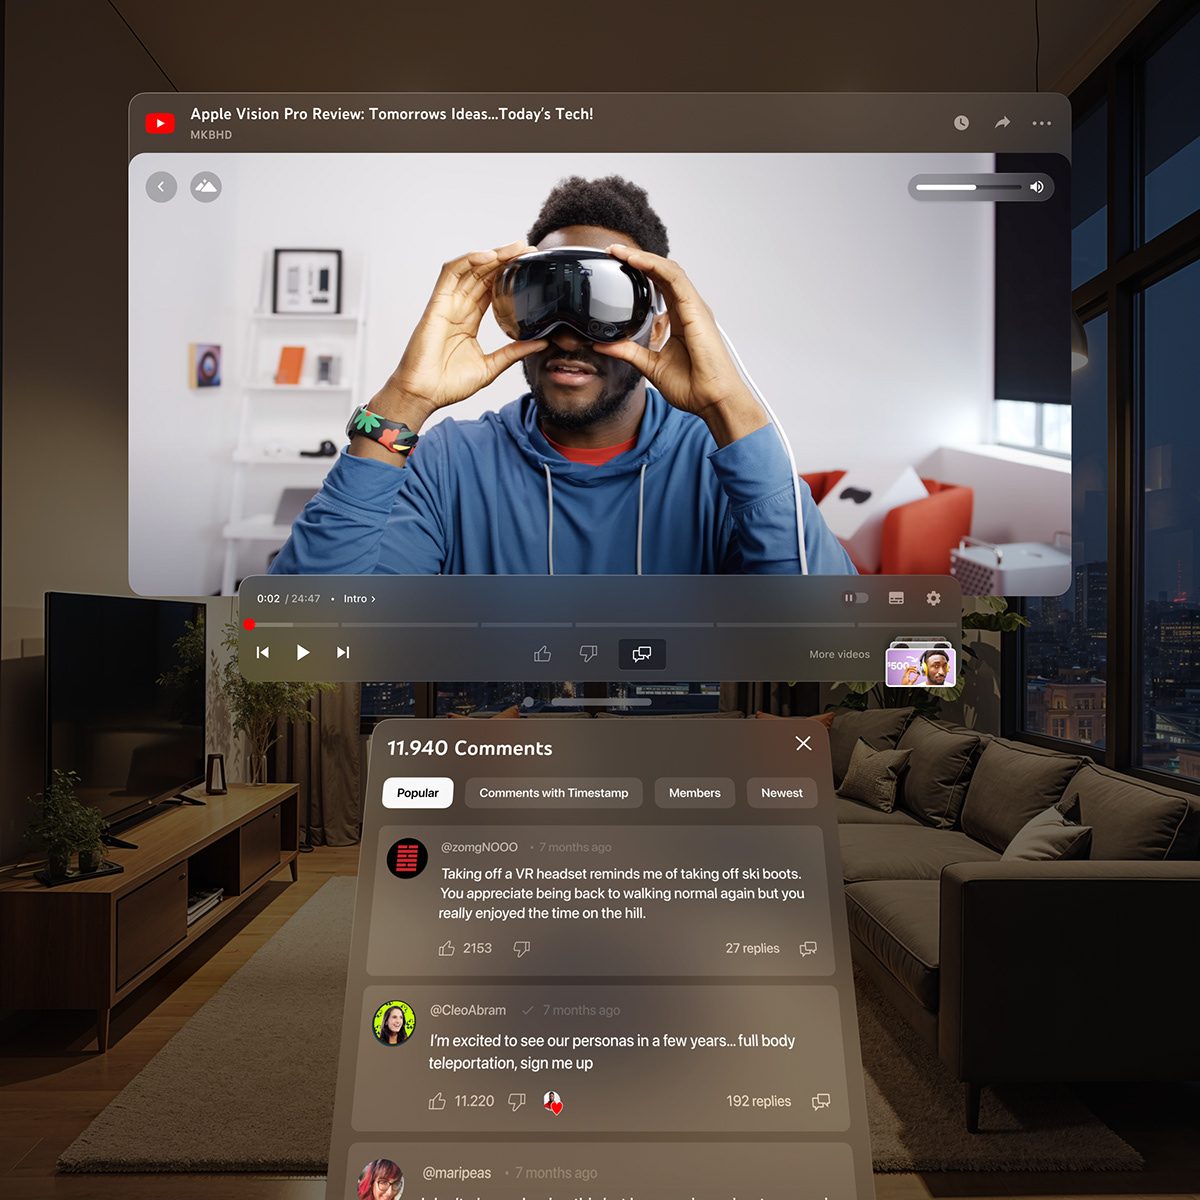 Apple Vision Pro Review: Tomorrows Ideas...Today's Tech!
MKBHD
0:02 / 24:47 • Intro ›
More videos
$500
11.940 Comments
Popular
Comments with Timestamp
Members
Newest
@zomgNOOO • 7 months ago
Taking off a VR headset reminds me of taking off ski boots.
You appreciate being back to walking normal again but you
really enjoyed the time on the hill.
2153
27 replies
@CleoAbram 7 months ago
I'm excited to see our personas in a few years... full body
teleportation, sign me up
11.220
192 replies
@maripeas • 7 months ago